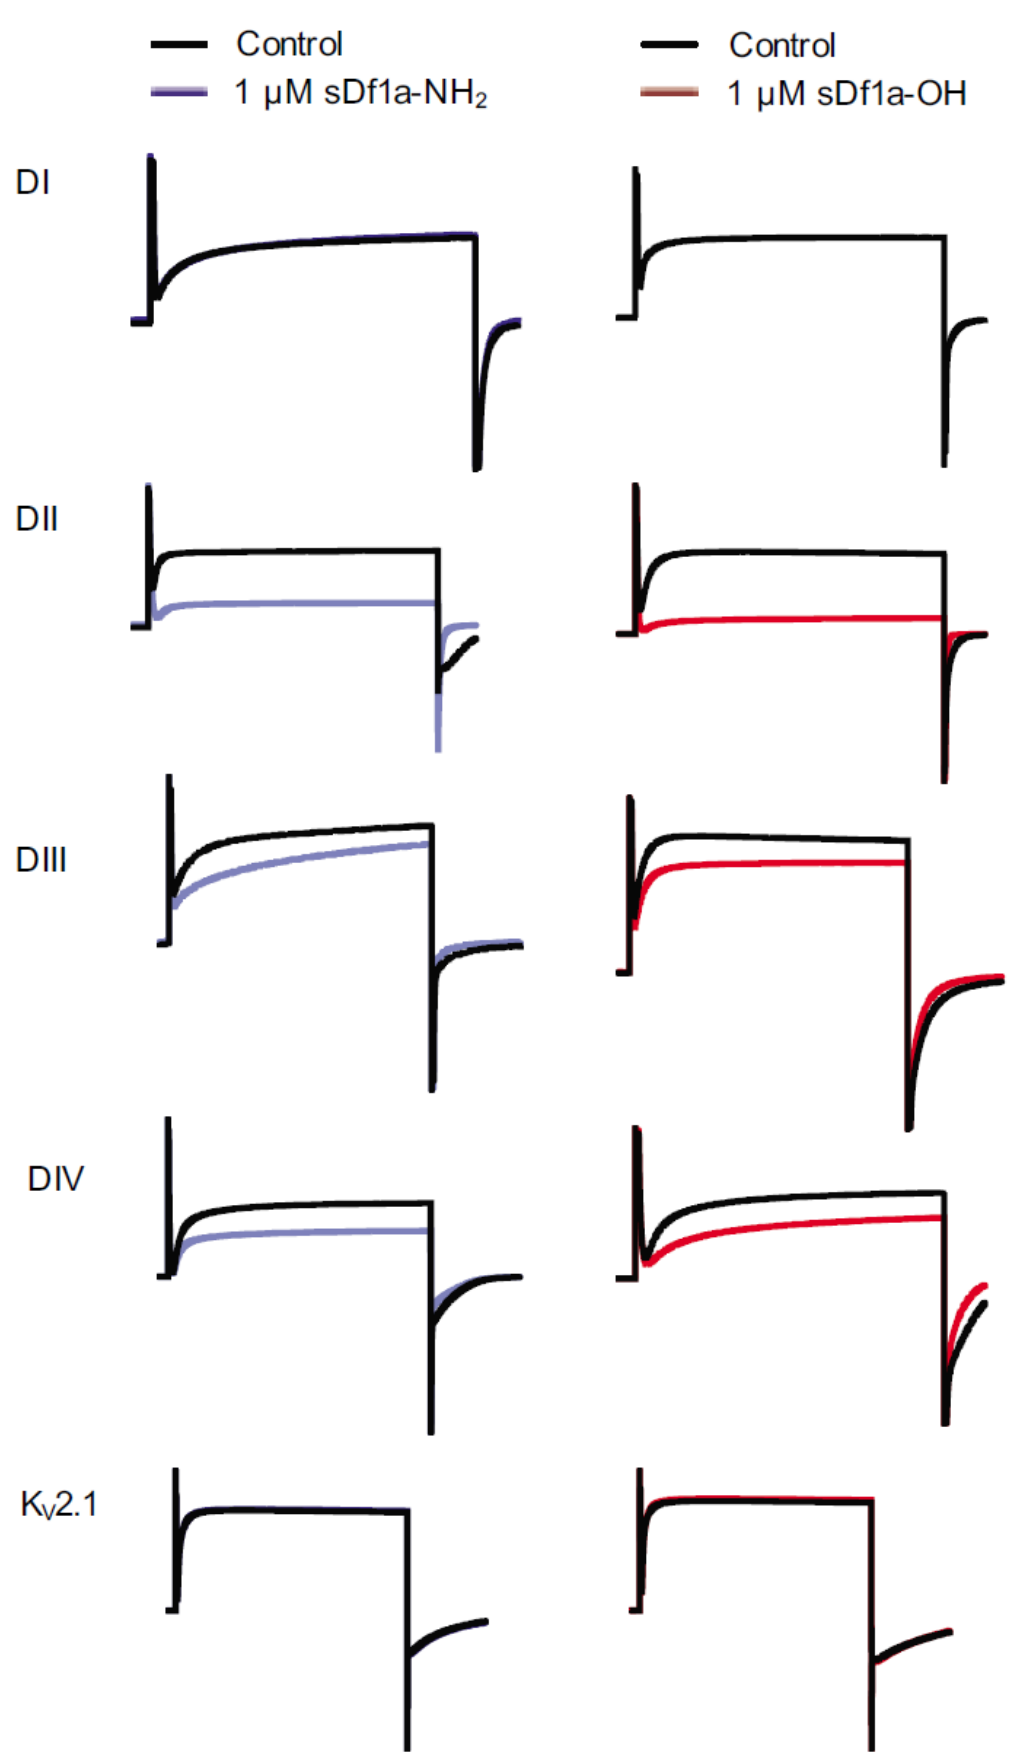 Control
1 μM sDf1a-NH₂
Control
1 μM sDf1a-OH
DI
DII
DIII
DIV
Kᵥ2.1